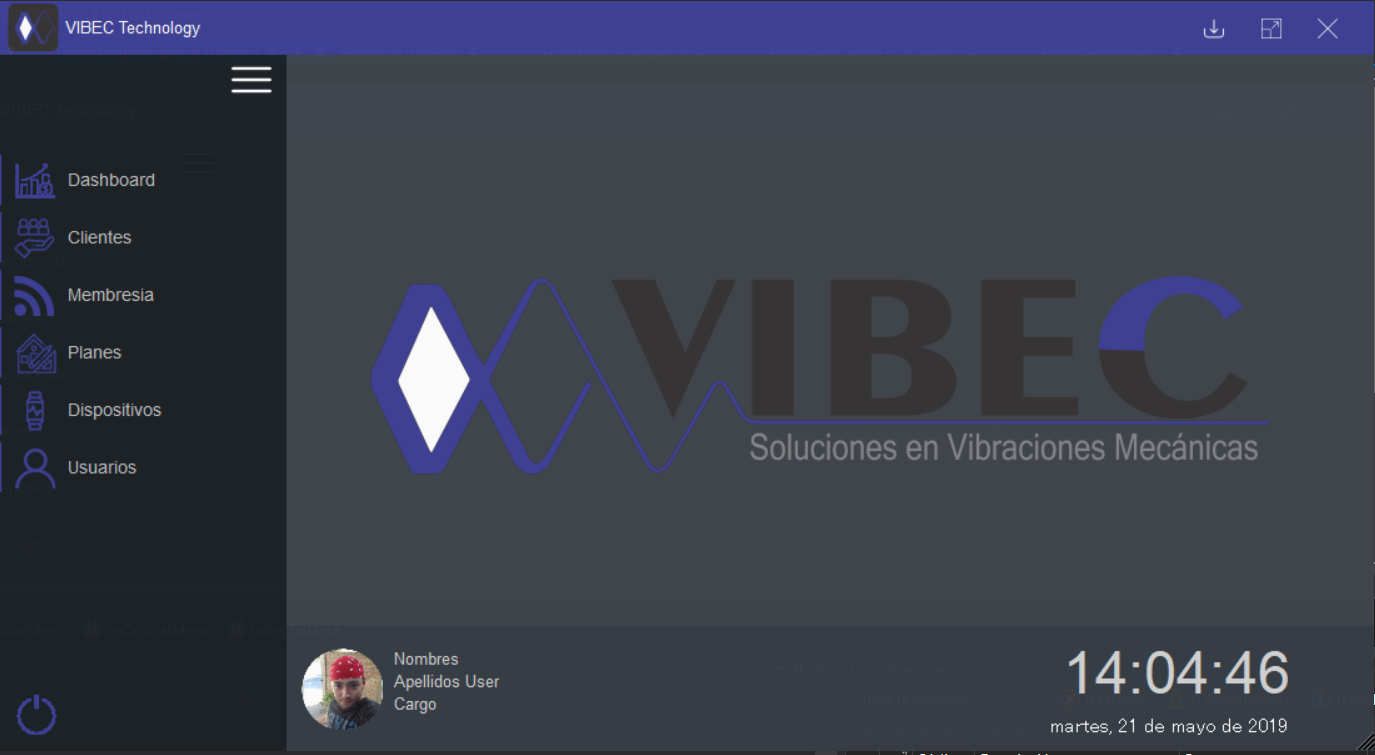 VIBEC Technology
Dashboard
Clientes
Membresia
Planes
Dispositivos
Usuarios
VIBEC
Soluciones en Vibraciones Mecánicas
Nombres
Apellidos User
Cargo
14:04:46
martes, 21 de mayo de 2019